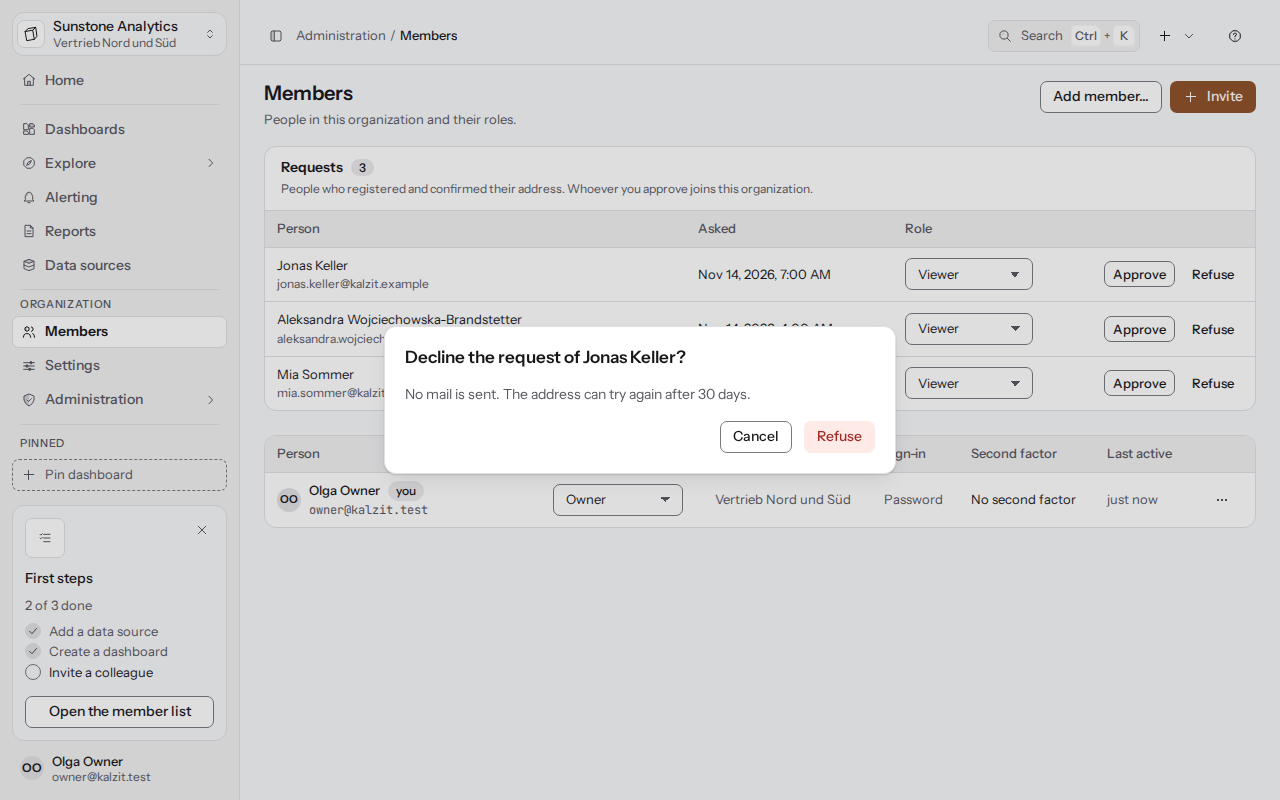 Sunstone Analytics
Vertrieb Nord und Süd
Home
Dashboards
Explore
Alerting
Reports
Data sources
ORGANIZATION
Members
Settings
Administration
PINNED
Pin dashboard
First steps
2 of 3 done
Add a data source
Create a dashboard
Invite a colleague
Open the member list
OO Olga Owner
owner@kalzit.test
Administration / Members
Search Ctrl + K
Members
People in this organization and their roles.
Add member...
Invite
Requests 3
People who registered and confirmed their address. Whoever you approve joins this organization.
Person Asked Role
Jonas Keller
jonas.keller@kalzit.example
Nov 14, 2026, 7:00 AM Viewer Approve Refuse
Aleksandra Wojciechowska-Brandstetter
Viewer Approve Refuse
Mia Sommer
Viewer Approve Refuse
Decline the request of Jonas Keller?
No mail is sent. The address can try again after 30 days.
Cancel Refuse
Person Second factor Last active
OO Olga Owner you
owner@kalzit.test
Owner Vertrieb Nord und Süd Password No second factor just now